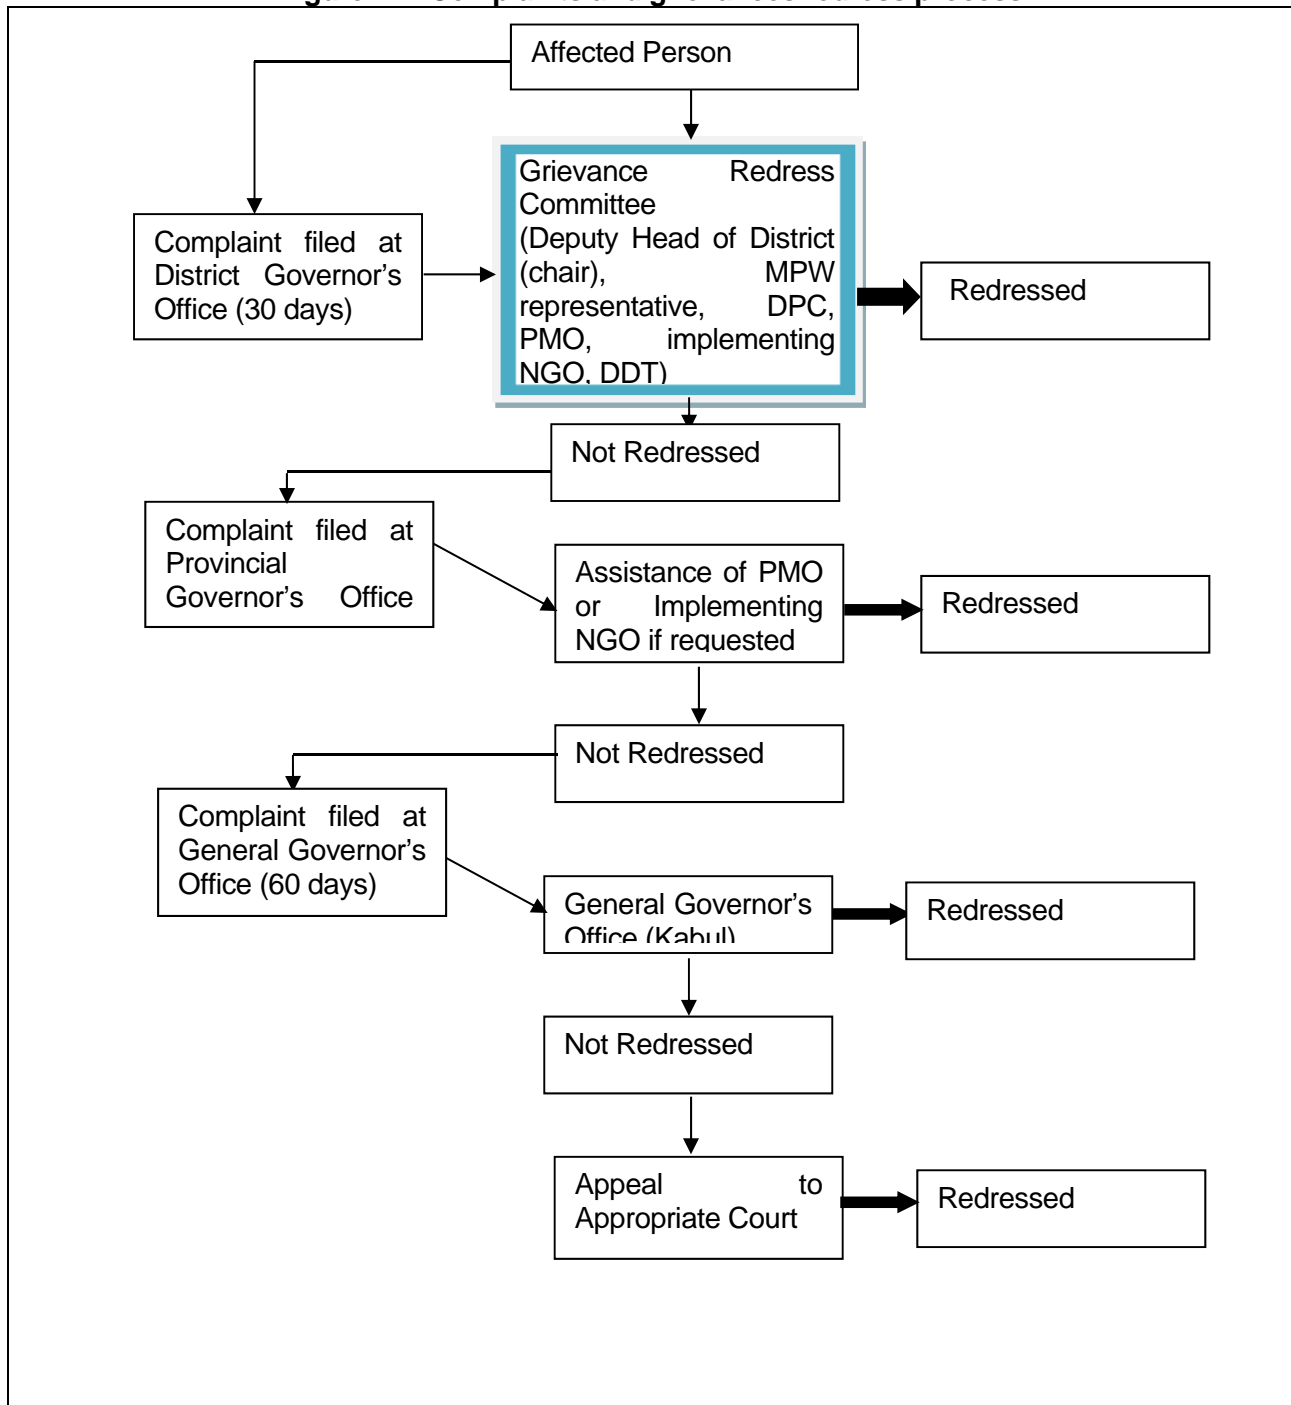 Affected Person
Grievance Redress
Committee
(Deputy Head of District
(chair), MPW
representative, DPC,
PMO, implementing
NGO, DDT)
Complaint filed at
District Governor's
Office (30 days)
Redressed
Not Redressed
Complaint filed at
Provincial
Governor's Office
Assistance of PMO
or Implementing
NGO if requested
Redressed
Not Redressed
Complaint filed at
General Governor's
Office (60 days)
General Governor's
Office (Kabul)
Redressed
Not Redressed
Appeal to
Appropriate Court
Redressed